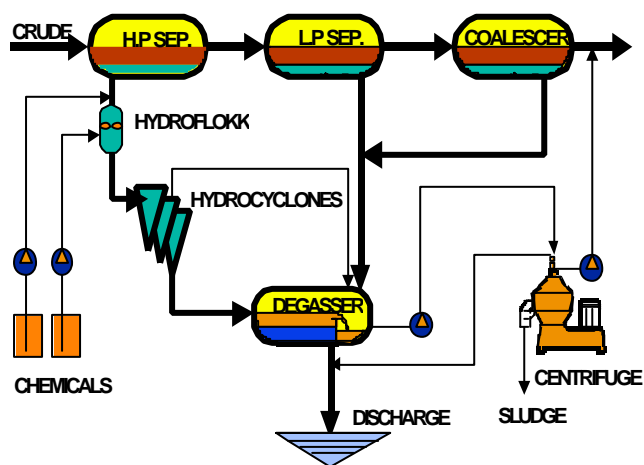 CRUDE
H.P SEP.
L.P SEP.
COALESCER
HYDROFLOKK
HYDROCYCLONES
DEGASSER
CHEMICALS
CENTRIFUGE
SLUDGE
DISCHARGE